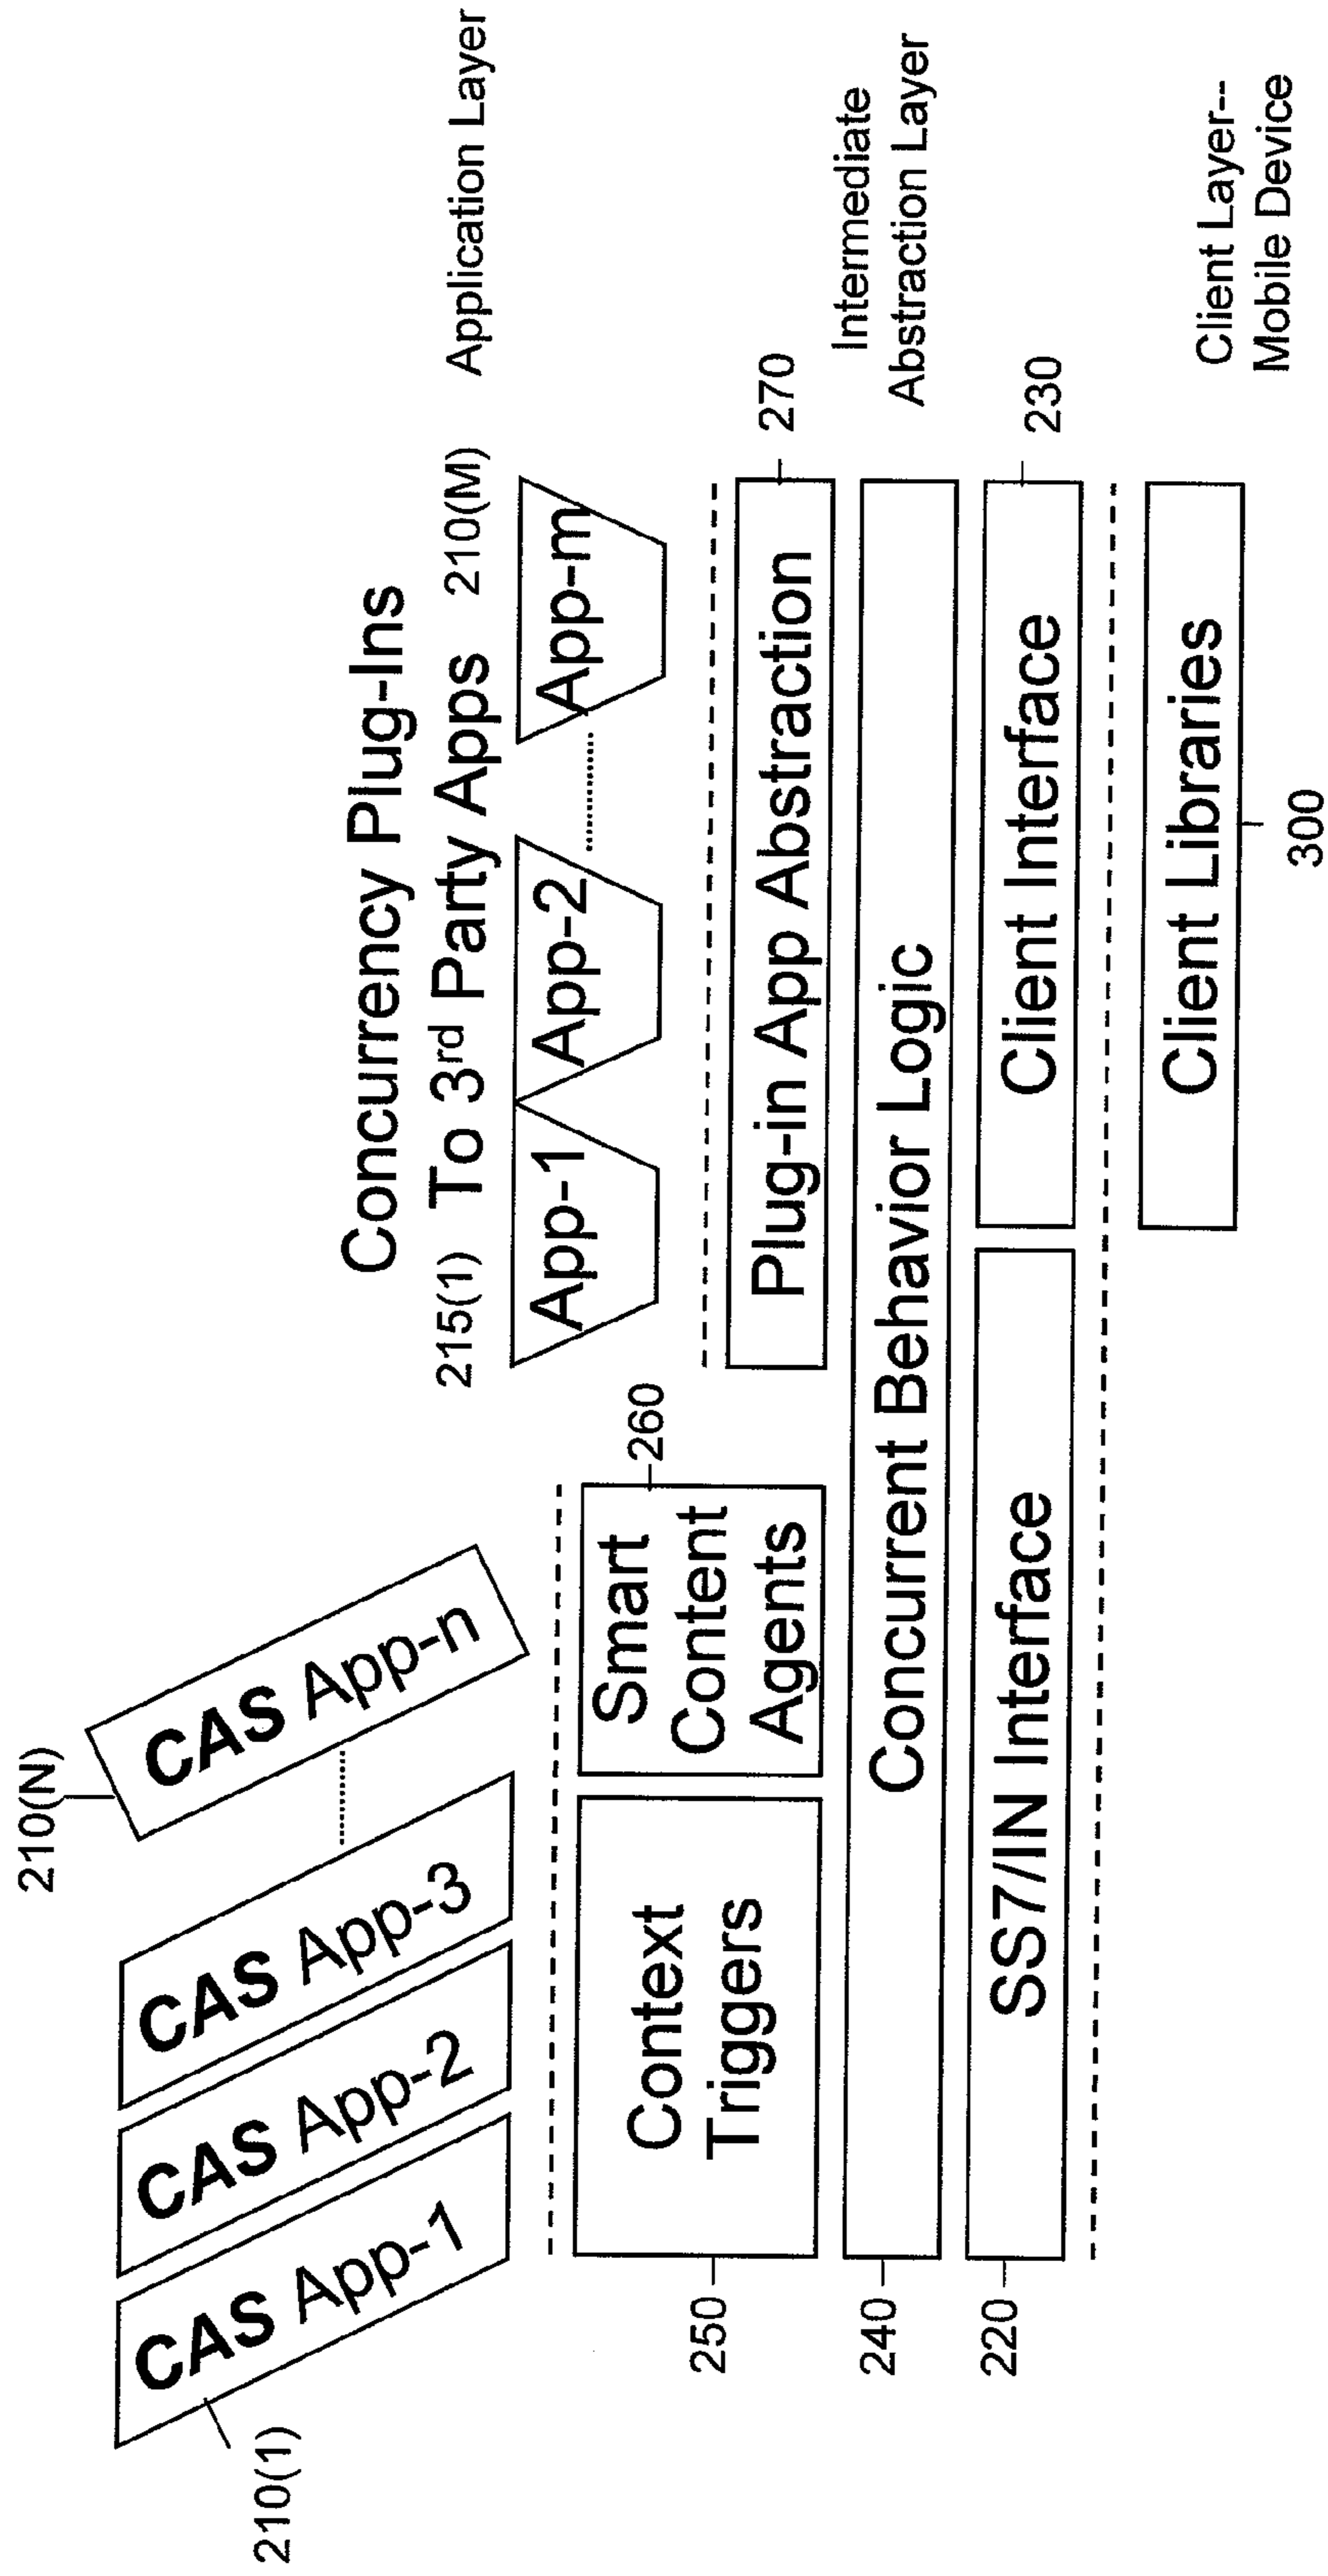 210(N)
210(1)
CAS App-1
CAS App-2
CAS App-3
CAS App-n
Concurrency Plug-Ins
215(1) To 3rd Party Apps 210(M)
Application Layer
App-1
App-2
App-m
Context
Triggers
250
Smart
Content
Agents
260
Plug-in App Abstraction
270
Intermediate
Abstraction Layer
240
Concurrent Behavior Logic
220
SS7/IN Interface
Client Interface
230
Client Libraries
300
Client Layer--
Mobile Device